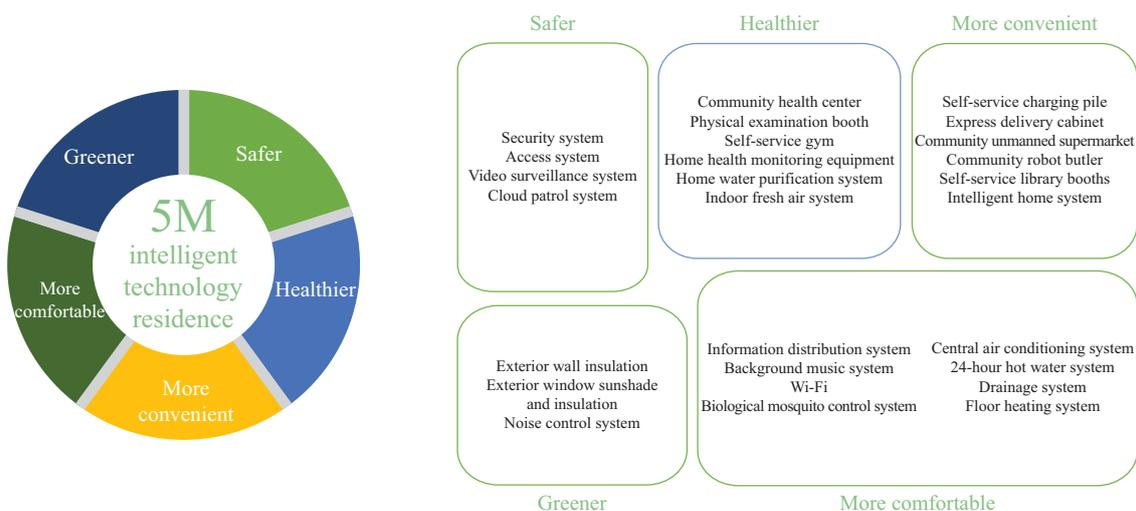 Greener
Safer
More
comfortable
Healthier
More
convenient
5M
intelligent
technology
residence
Safer
Security system
Access system
Video surveillance system
Cloud patrol system
Healthier
Community health center
Physical examination booth
Self-service gym
Home health monitoring equipment
Home water purification system
Indoor fresh air system
More convenient
Self-service charging pile
Express delivery cabinet
Community unmanned supermarket
Community robot butler
Self-service library booths
Intelligent home system
Exterior wall insulation
Exterior window sunshade
and insulation
Noise control system
Greener
Information distribution system
Background music system
Wi-Fi
Biological mosquito control system
Central air conditioning system
24-hour hot water system
Drainage system
Floor heating system
More comfortable